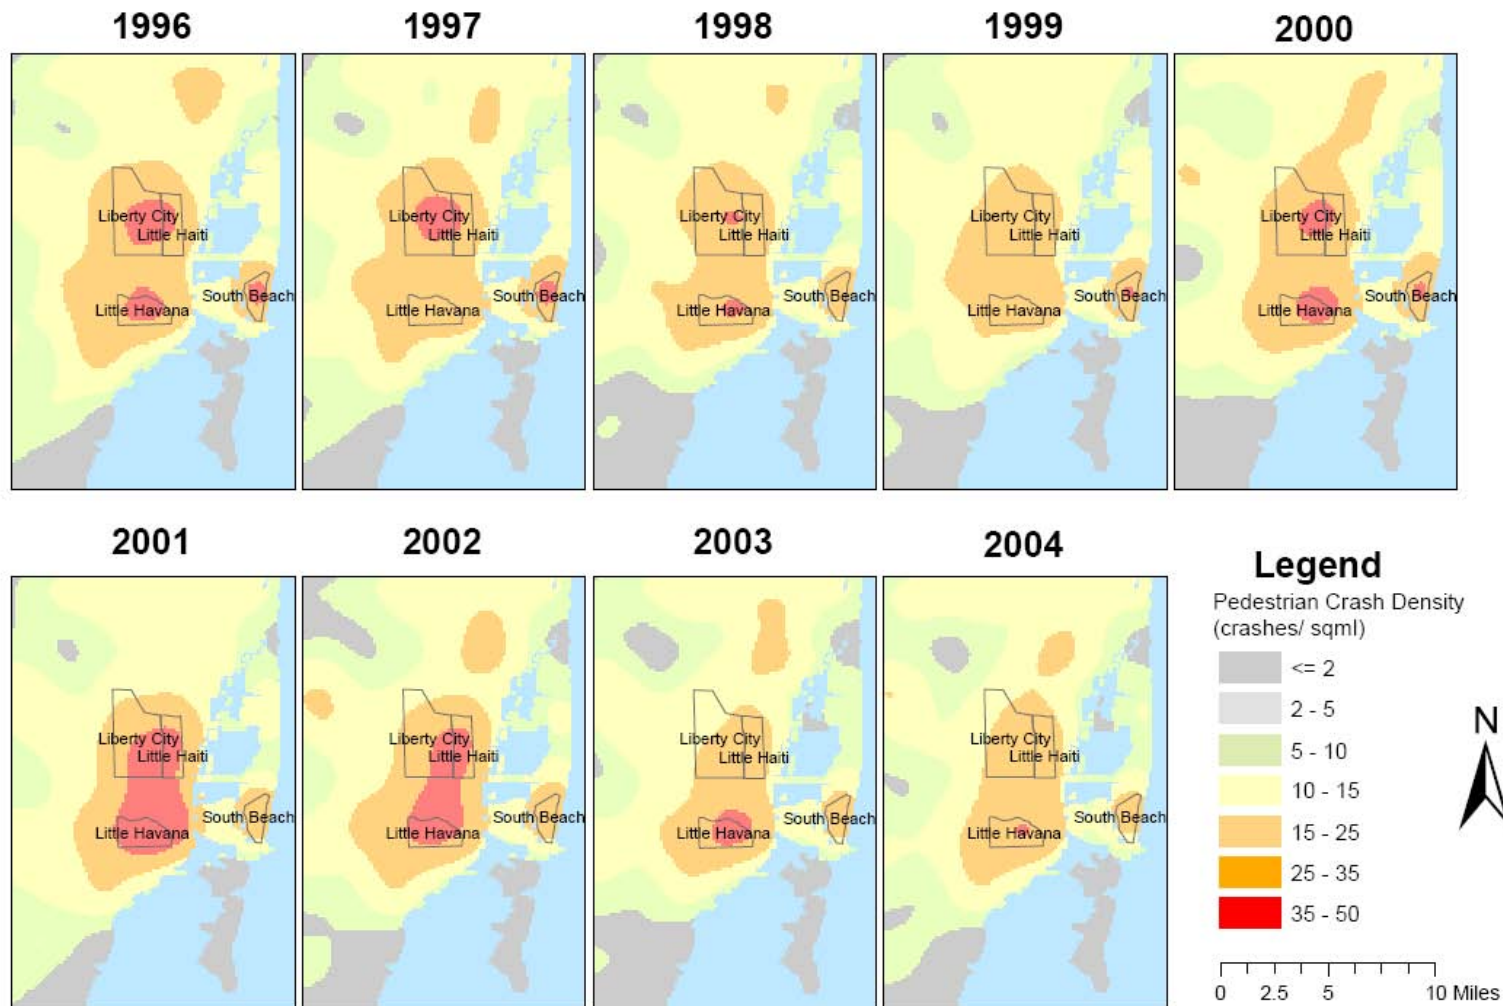 1996
1997
1998
1999
2000
Liberty City
Little Haiti
South Beach
Little Havana
Liberty City
Little Haiti
South Beach
Little Havana
Liberty City
Little Haiti
South Beach
Little Havana
Liberty City
Little Haiti
South Beach
Little Havana
Liberty City
Little Haiti
South Beach
Little Havana
2001
2002
2003
2004
Liberty City
Little Haiti
South Beach
Little Havana
Liberty City
Little Haiti
South Beach
Little Havana
Liberty City
Little Haiti
South Beach
Little Havana
Liberty City
Little Haiti
South Beach
Little Havana
Legend
Pedestrian Crash Density
(crashes/ sqml)
<= 2
2 - 5
5 - 10
10 - 15
15 - 25
25 - 35
35 - 50
N
0 2.5 5 10 Miles